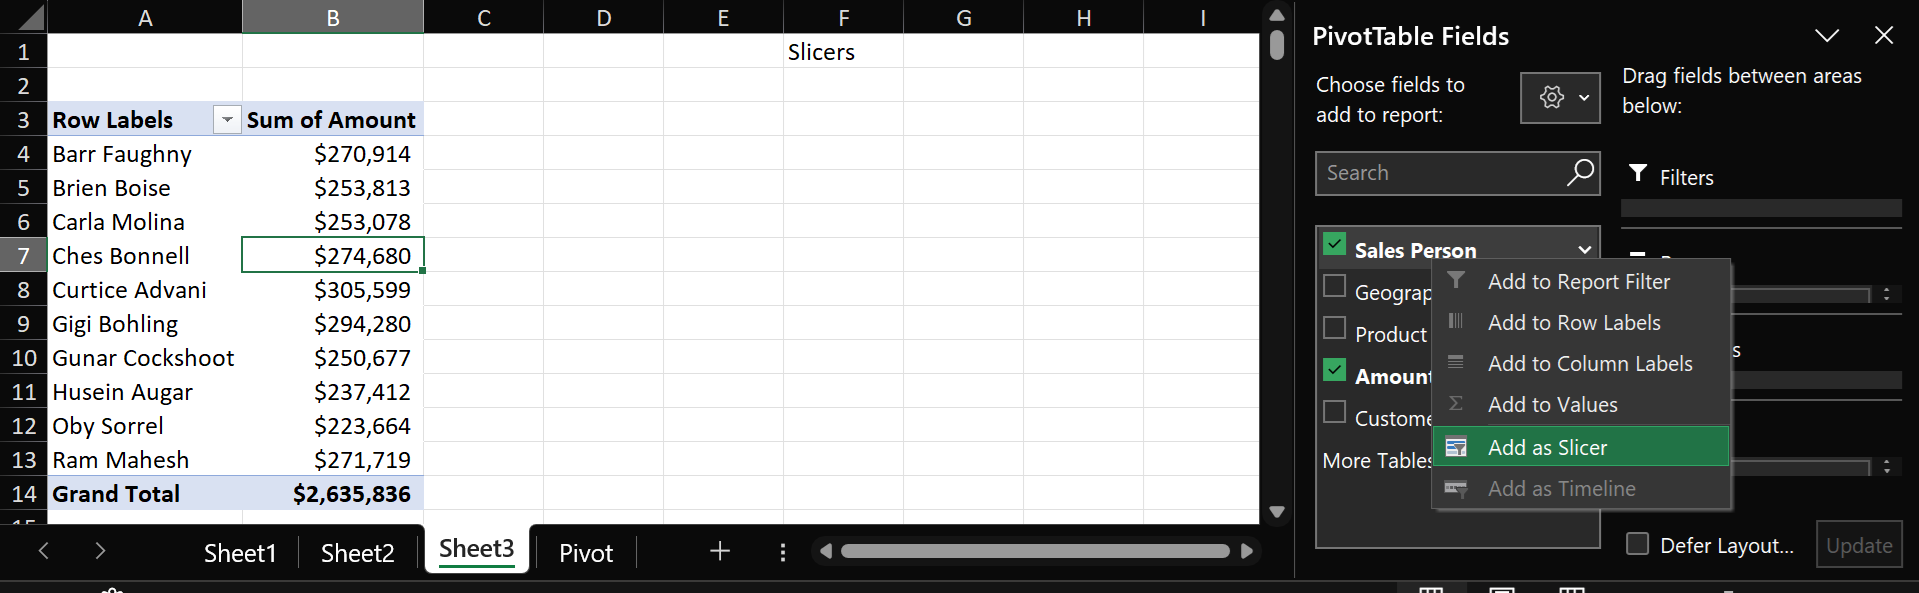 A B C D E F G H I
1 Slicers
2
3 Row Labels Sum of Amount
4 Barr Faughny $270,914
5 Brien Boise $253,813
6 Carla Molina $253,078
7 Ches Bonnell $274,680
8 Curtice Advani $305,599
9 Gigi Bohling $294,280
10 Gunar Cockshoot $250,677
11 Husein Augar $237,412
12 Oby Sorrel $223,664
13 Ram Mahesh $271,719
14 Grand Total $2,635,836
Sheet1 Sheet2 Sheet3 Pivot
PivotTable Fields
Choose fields to
add to report:
Search
Sales Person
Geograp
Product
Amount
Custome
More Tables
Add to Report Filter
Add to Row Labels
Add to Column Labels
Add to Values
Add as Slicer
Add as Timeline
Drag fields between areas
below:
Filters
s
Defer Layout...
Update